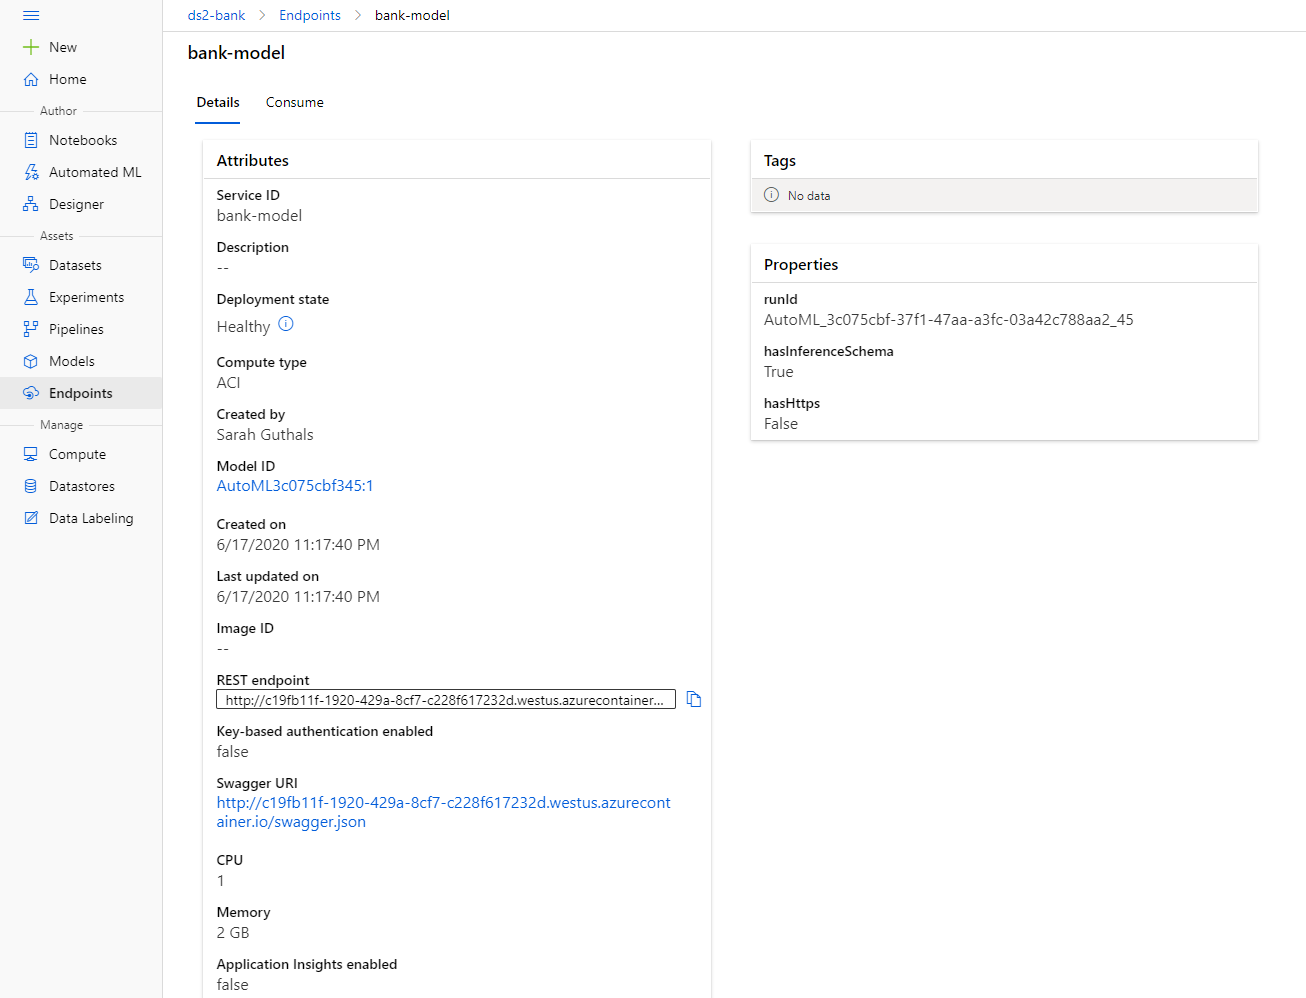 ds2-bank > Endpoints > bank-model
New
Home
Author
Notebooks
Automated ML
Designer
Assets
Datasets
Experiments
Pipelines
Models
Endpoints
Manage
Compute
Datastores
Data Labeling
bank-model
Details Consume
Attributes
Service ID
bank-model
Description
--
Deployment state
Healthy
Compute type
ACI
Created by
Sarah Guthals
Model ID
AutoML3c075cbf345:1
Created on
6/17/2020 11:17:40 PM
Last updated on
6/17/2020 11:17:40 PM
Image ID
--
REST endpoint
http://c19fb11f-1920-429a-8cf7-c228f617232d.westus.azurecontainer...
Key-based authentication enabled
false
Swagger URI
http://c19fb11f-1920-429a-8cf7-c228f617232d.westus.azurecont
ainer.io/swagger.json
CPU
1
Memory
2 GB
Application Insights enabled
false
Tags
No data
Properties
runId
AutoML_3c075cbf-37f1-47aa-a3fc-03a42c788aa2_45
hasInferenceSchema
True
hasHttps
False